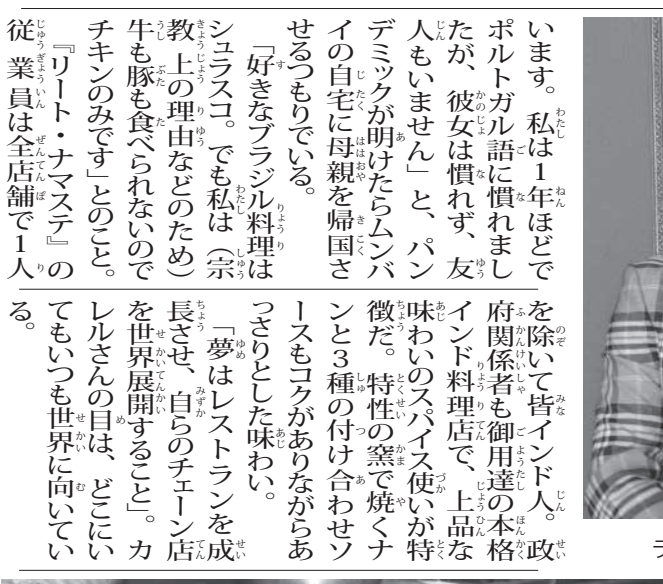 います。私は1年ほどで
ポルトガル語に慣れまし
たが、彼女は慣れず、友
人もいません」と、パン
デミックが明けたらムンバ
イの自宅に母親を帰国さ
せるつもりでいる。
「好きなブラジル料理は
シュラスコ。でも私は（宗
教上の理由などのため）
牛も豚も食べられないので
チキンのみです」とのこと。
『リート・ナマステ』の
従業員は全店舗で1人
を除いて皆インド人。政
府関係者も御用達の本格
インド料理店で、上品な
味わいのスパイス使いが特
徴だ。特性の窯で焼くナ
ンと3種の付け合わせソ
ースもコクがありながらあ
っさりとした味わい。
「夢はレストランを成
長させ、自らのチェーン店
を世界展開すること」。カ
レルさんの目は、どこにい
てもいつも世界に向いてい
る。